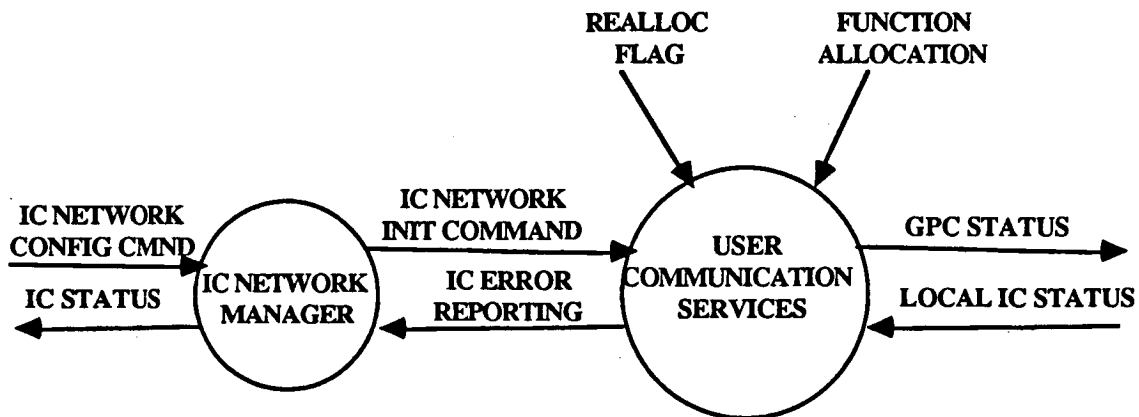 REALLOC
FLAG
FUNCTION
ALLOCATION
IC NETWORK
CONFIG CMND
IC STATUS
IC NETWORK
MANAGER
IC NETWORK
INIT COMMAND
IC ERROR
REPORTING
USER
COMMUNICATION
SERVICES
GPC STATUS
LOCAL IC STATUS